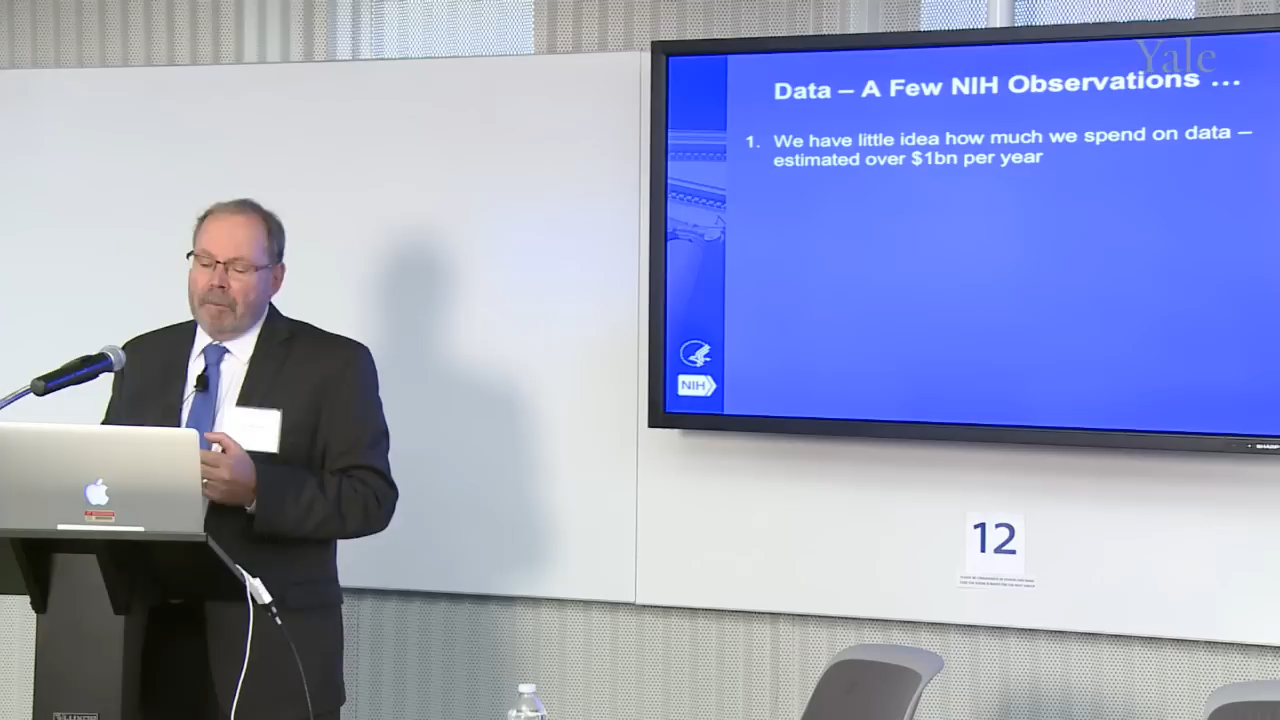 Yale
Data – A Few NIH Observations ...
1. We have little idea how much we spend on data –
estimated over $1bn per year
NIH
SHARP
12